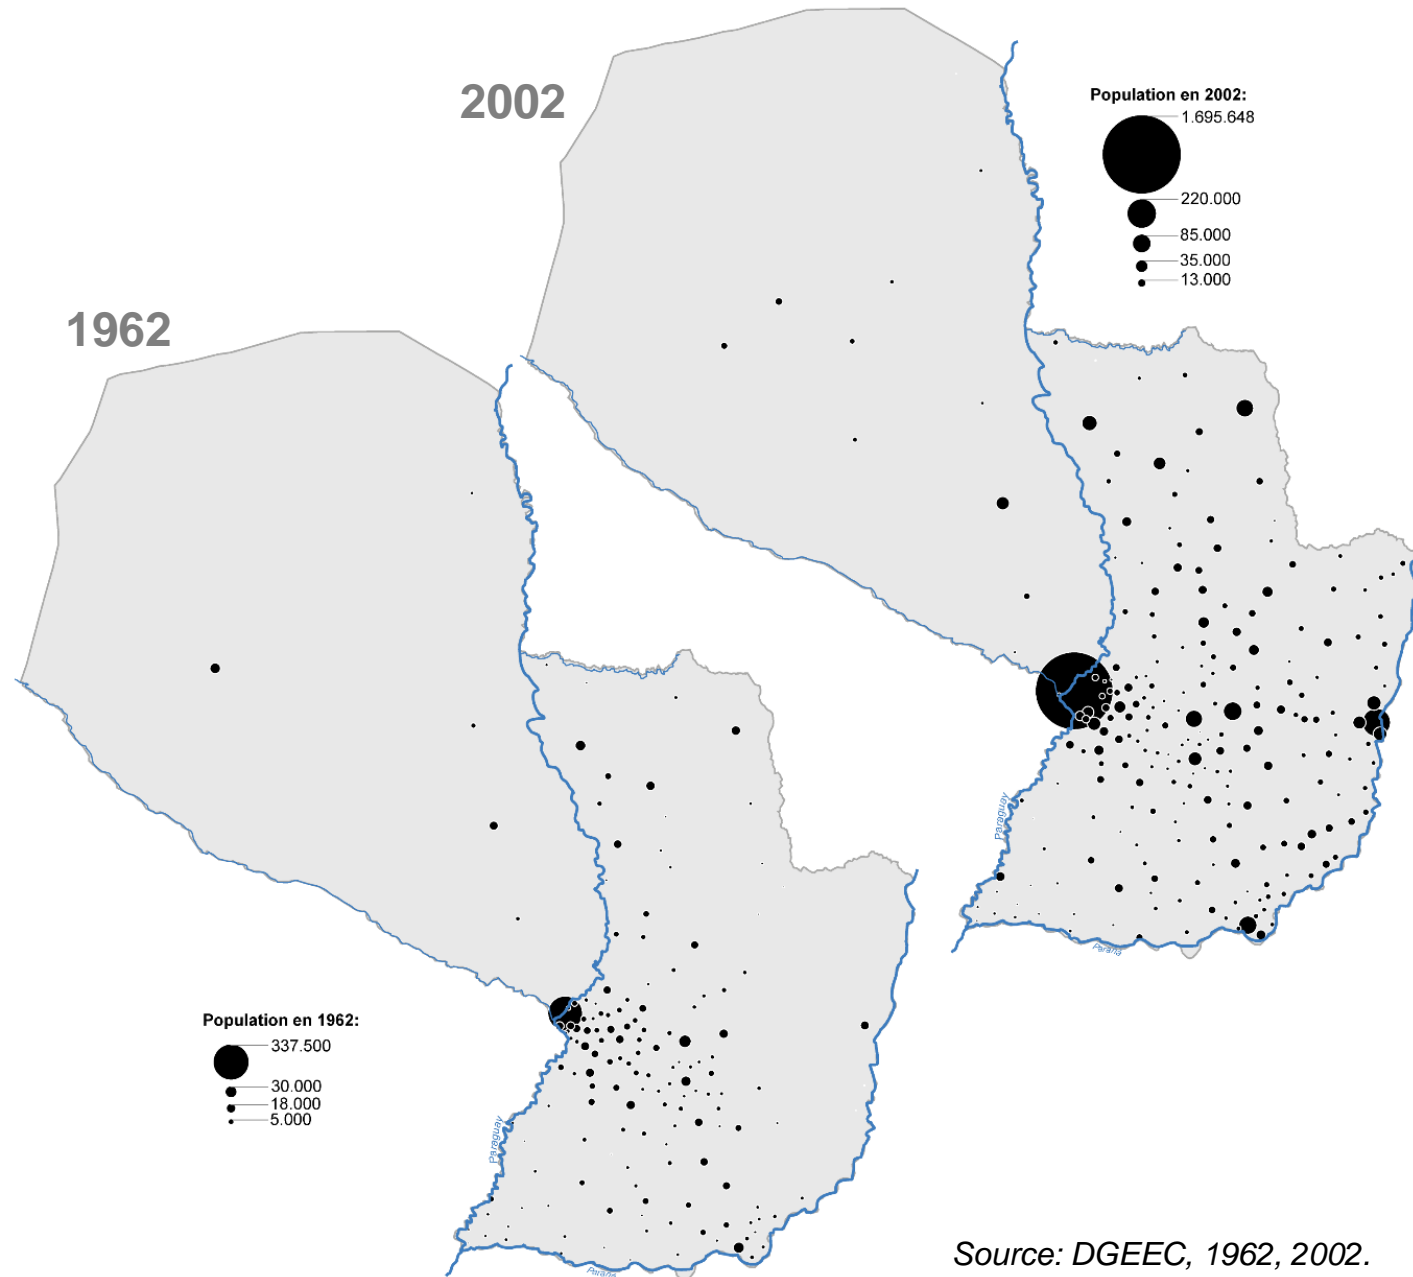 2002
Population en 2002:
1.695.648
220.000
85.000
35.000
13.000
1962
Paraguay
Paraná
Population en 1962:
337.500
30.000
18.000
5.000
Paraguay
Paraná
Source: DGEEC, 1962, 2002.